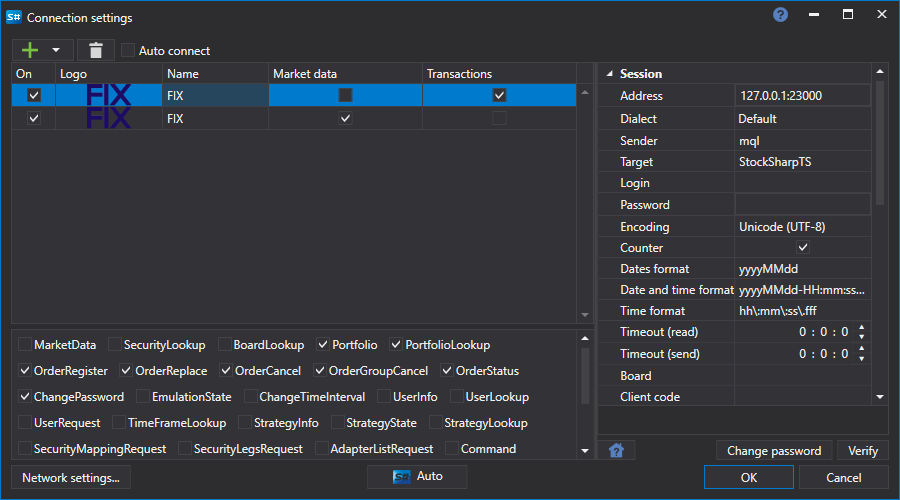 S# Connection settings ?
Auto connect
On Logo Name Market data Transactions
FIX FIX
FIX FIX
Session
Address 127.0.0.1:23000
Dialect Default
Sender mql
Target StockSharpTS
Login
Password
Encoding Unicode (UTF-8)
Counter
Dates format yyyyMMdd
Date and time format yyyyMMdd-HH:mm:ss...
Time format hh\:mm\:ss\.fff
Timeout (read) 0 : 0 : 0
Timeout (send) 0 : 0 : 0
Board
Client code
MarketData SecurityLookup BoardLookup Portfolio PortfolioLookup
OrderRegister OrderReplace OrderCancel OrderGroupCancel OrderStatus
ChangePassword EmulationState ChangeTimeInterval UserInfo UserLookup
UserRequest TimeFrameLookup StrategyInfo StrategyState StrategyLookup
SecurityMappingRequest SecurityLegsRequest AdapterListRequest Command
Change password Verify
Network settings... S# Auto OK Cancel